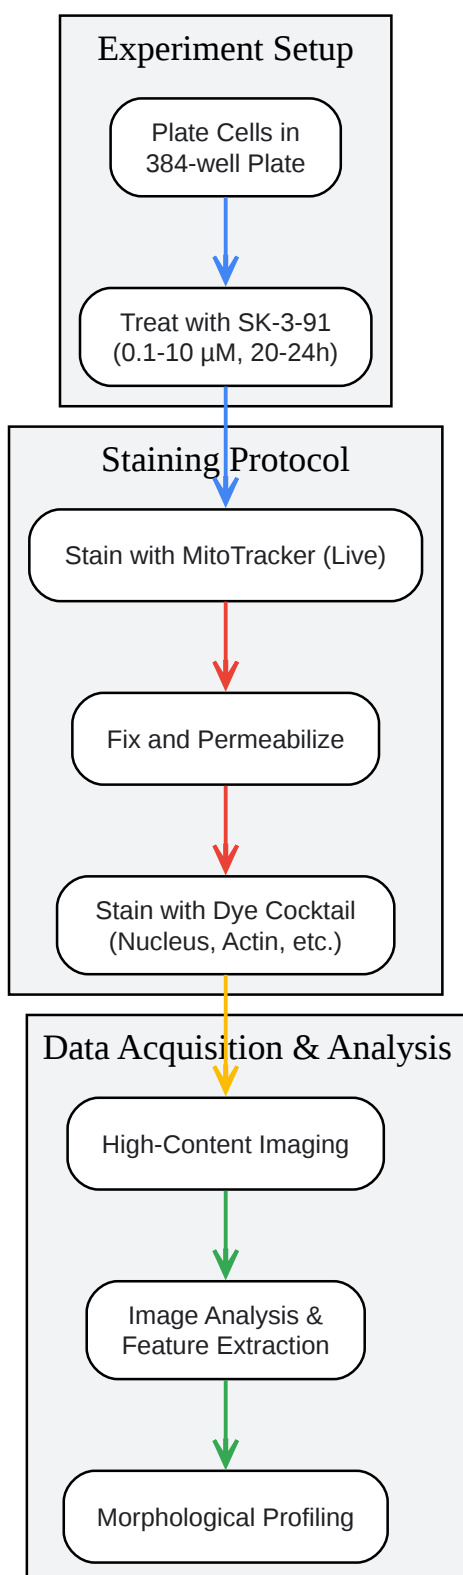 Experiment Setup
Plate Cells in
384-well Plate
Treat with SK-3-91
(0.1-10 µM, 20-24h)
Staining Protocol
Stain with MitoTracker (Live)
Fix and Permeabilize
Stain with Dye Cocktail
(Nucleus, Actin, etc.)
Data Acquisition & Analysis
High-Content Imaging
Image Analysis &
Feature Extraction
Morphological Profiling